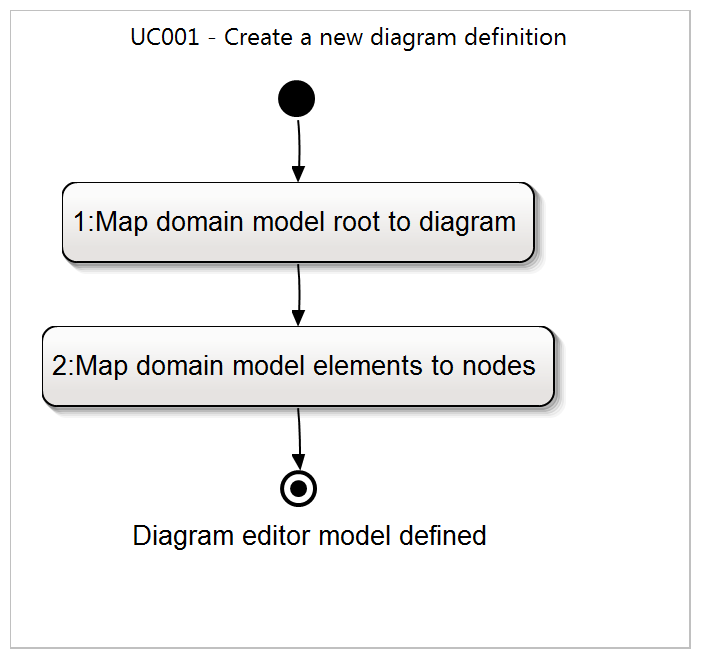 UC001 - Create a new diagram definition
1:Map domain model root to diagram
2:Map domain model elements to nodes
Diagram editor model defined